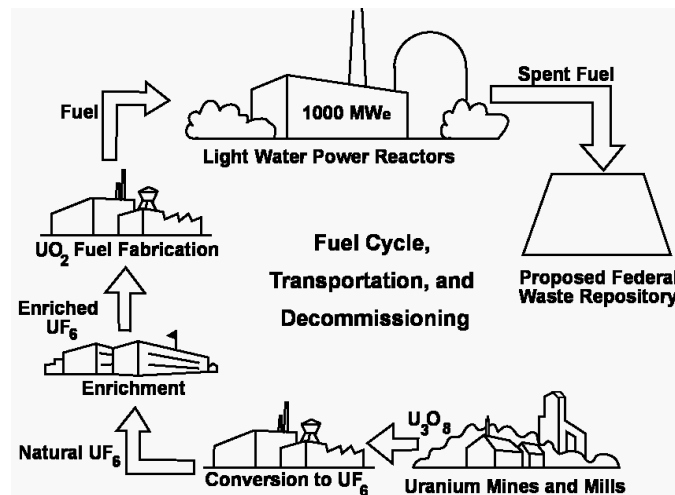 Fuel
1000 MWe
Spent Fuel
Light Water Power Reactors
UO₂ Fuel Fabrication
Fuel Cycle,
Transportation, and
Decommissioning
Proposed Federal
Waste Repository
Enriched
UF₆
Enrichment
Natural UF₆
Conversion to UF₆
U₃O₈
Uranium Mines and Mills